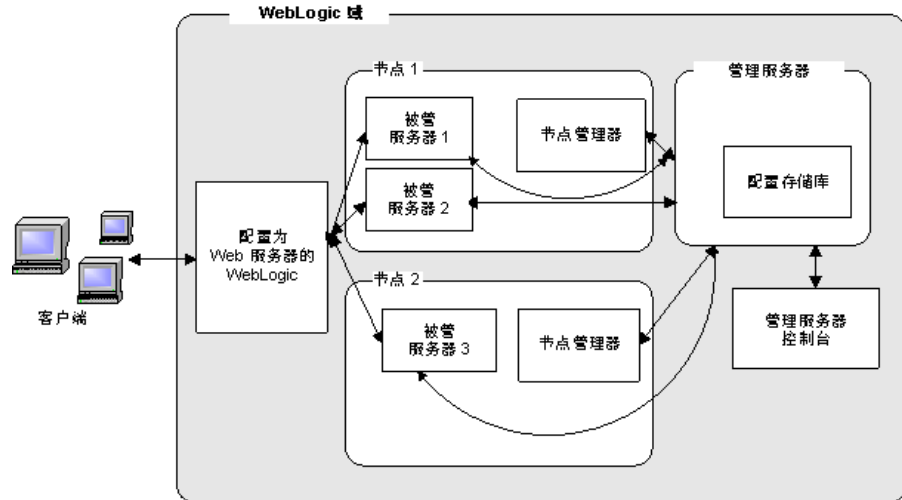 WebLogic 域
节点 1
管理服务器
被管
服务器 1
节点管理器
被管
服务器 2
配置存储库
配置为
Web 服务器的
WebLogic
客户端
节点 2
被管
服务器 3
节点管理器
管理服务器
控制台